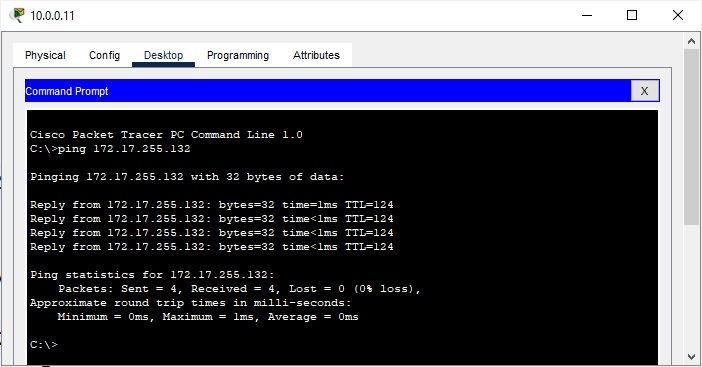 10.0.0.11
Physical Config Desktop Programming Attributes
Command Prompt X
Cisco Packet Tracer PC Command Line 1.0
C:\>ping 172.17.255.132
Pinging 172.17.255.132 with 32 bytes of data:
Reply from 172.17.255.132: bytes=32 time=1ms TTL=124
Reply from 172.17.255.132: bytes=32 time<1ms TTL=124
Reply from 172.17.255.132: bytes=32 time<1ms TTL=124
Reply from 172.17.255.132: bytes=32 time<1ms TTL=124
Ping statistics for 172.17.255.132:
Packets: Sent = 4, Received = 4, Lost = 0 (0% loss),
Approximate round trip times in milli-seconds:
Minimum = 0ms, Maximum = 1ms, Average = 0ms
C:\>